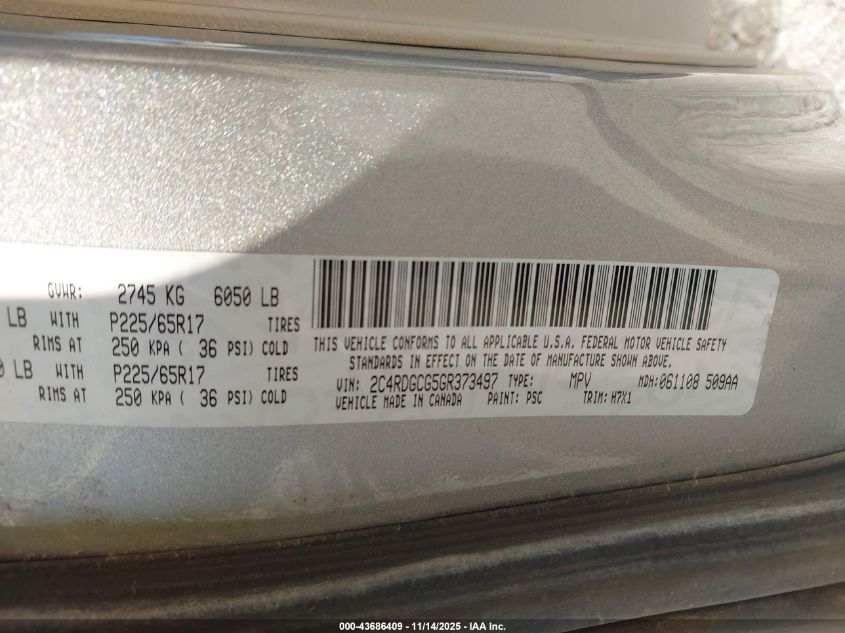 GVWR: 2745 KG 6050 LB
LB WITH P225/65R17 TIRES
RIMS AT 250 KPA ( 36 PSI) COLD
0 LB WITH P225/65R17 TIRES
RIMS AT 250 KPA ( 36 PSI) COLD
THIS VEHICLE CONFORMS TO ALL APPLICABLE U.S.A. FEDERAL MOTOR VEHICLE SAFETY
STANDARDS IN EFFECT ON THE DATE OF MANUFACTURE SHOWN ABOVE.
VIN: 2C4RDGCG5GR373497 TYPE: MPV MDH:061108 509AA
VEHICLE MADE IN CANADA PAINT: PSC TRIM: H7X1
000-43686409 - 11/14/2025 - IAA Inc.